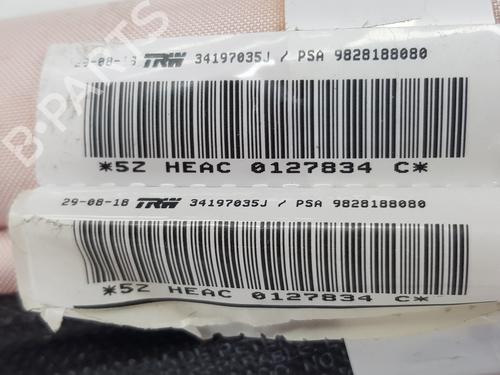 29-08-18 TRW 34197035J / PSA 9828188080
*5Z HEAC 0127834 C*
29-08-18 TRW 34197035J / PSA 9828188080
*5Z HEAC 0127834 C*
B-PARTS